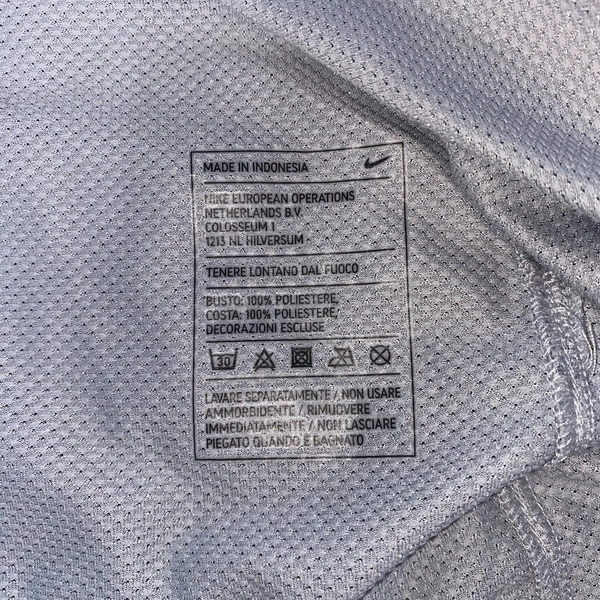 MADE IN INDONESIA
NIKE EUROPEAN OPERATIONS
NETHERLANDS B.V.
COLOSSEUM 1
1213 NL HILVERSUM
TENERE LONTANO DAL FUOCO
BUSTO: 100% POLIESTERE,
COSTA: 100% POLIESTERE,
DECORAZIONI ESCLUSE
30
LAVARE SEPARATAMENTE / NON USARE
AMMORBIDENTE / RIMUOVERE
IMMEDIATAMENTE / NON LASCIARE
PIEGATO QUANDO È BAGNATO